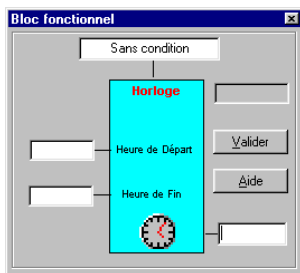 Bloc fonctionnel
Sans condition
Horloge
Heure de Départ
Valider
Aide
Heure de Fin